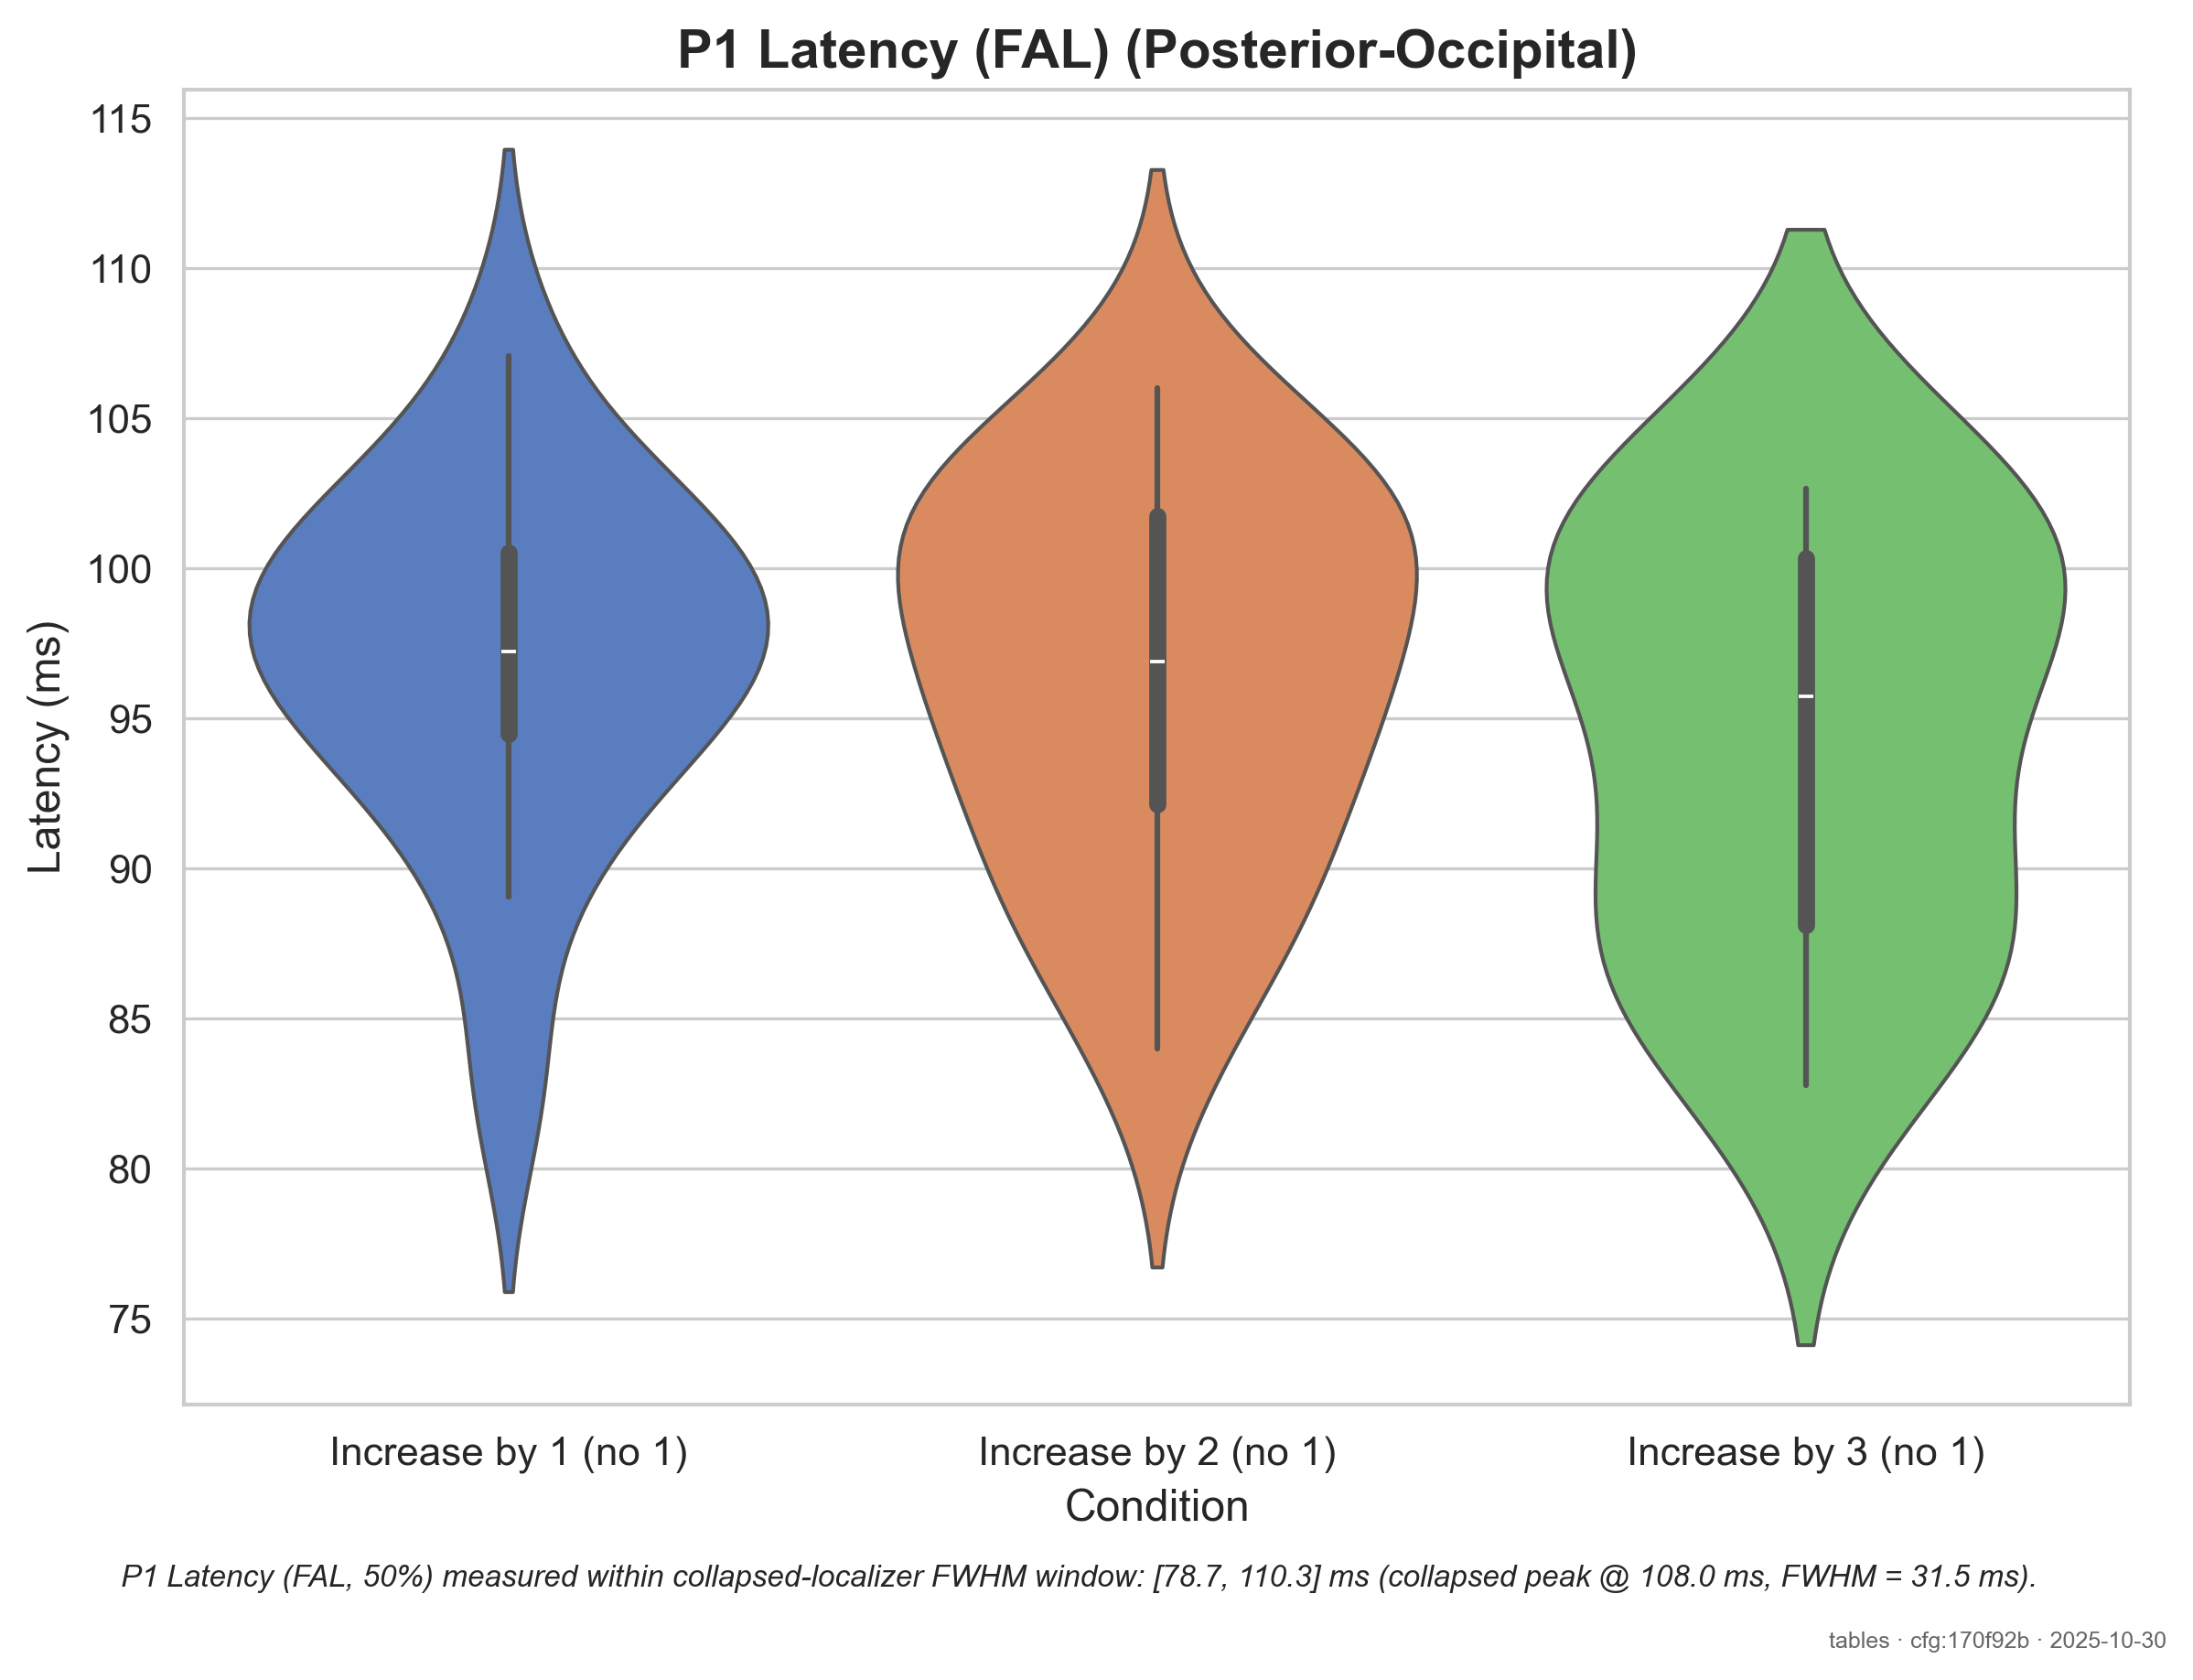 P1 Latency (FAL) (Posterior-Occipital)
115
110
105
100
95
90
85
80
75
Latency (ms)
Increase by 1 (no 1)
Increase by 2 (no 1)
Increase by 3 (no 1)
Condition
P1 Latency (FAL, 50%) measured within collapsed-localizer FWHM window: [78.7, 110.3] ms (collapsed peak @ 108.0 ms, FWHM = 31.5 ms).
tables · cfg:170f92b · 2025-10-30